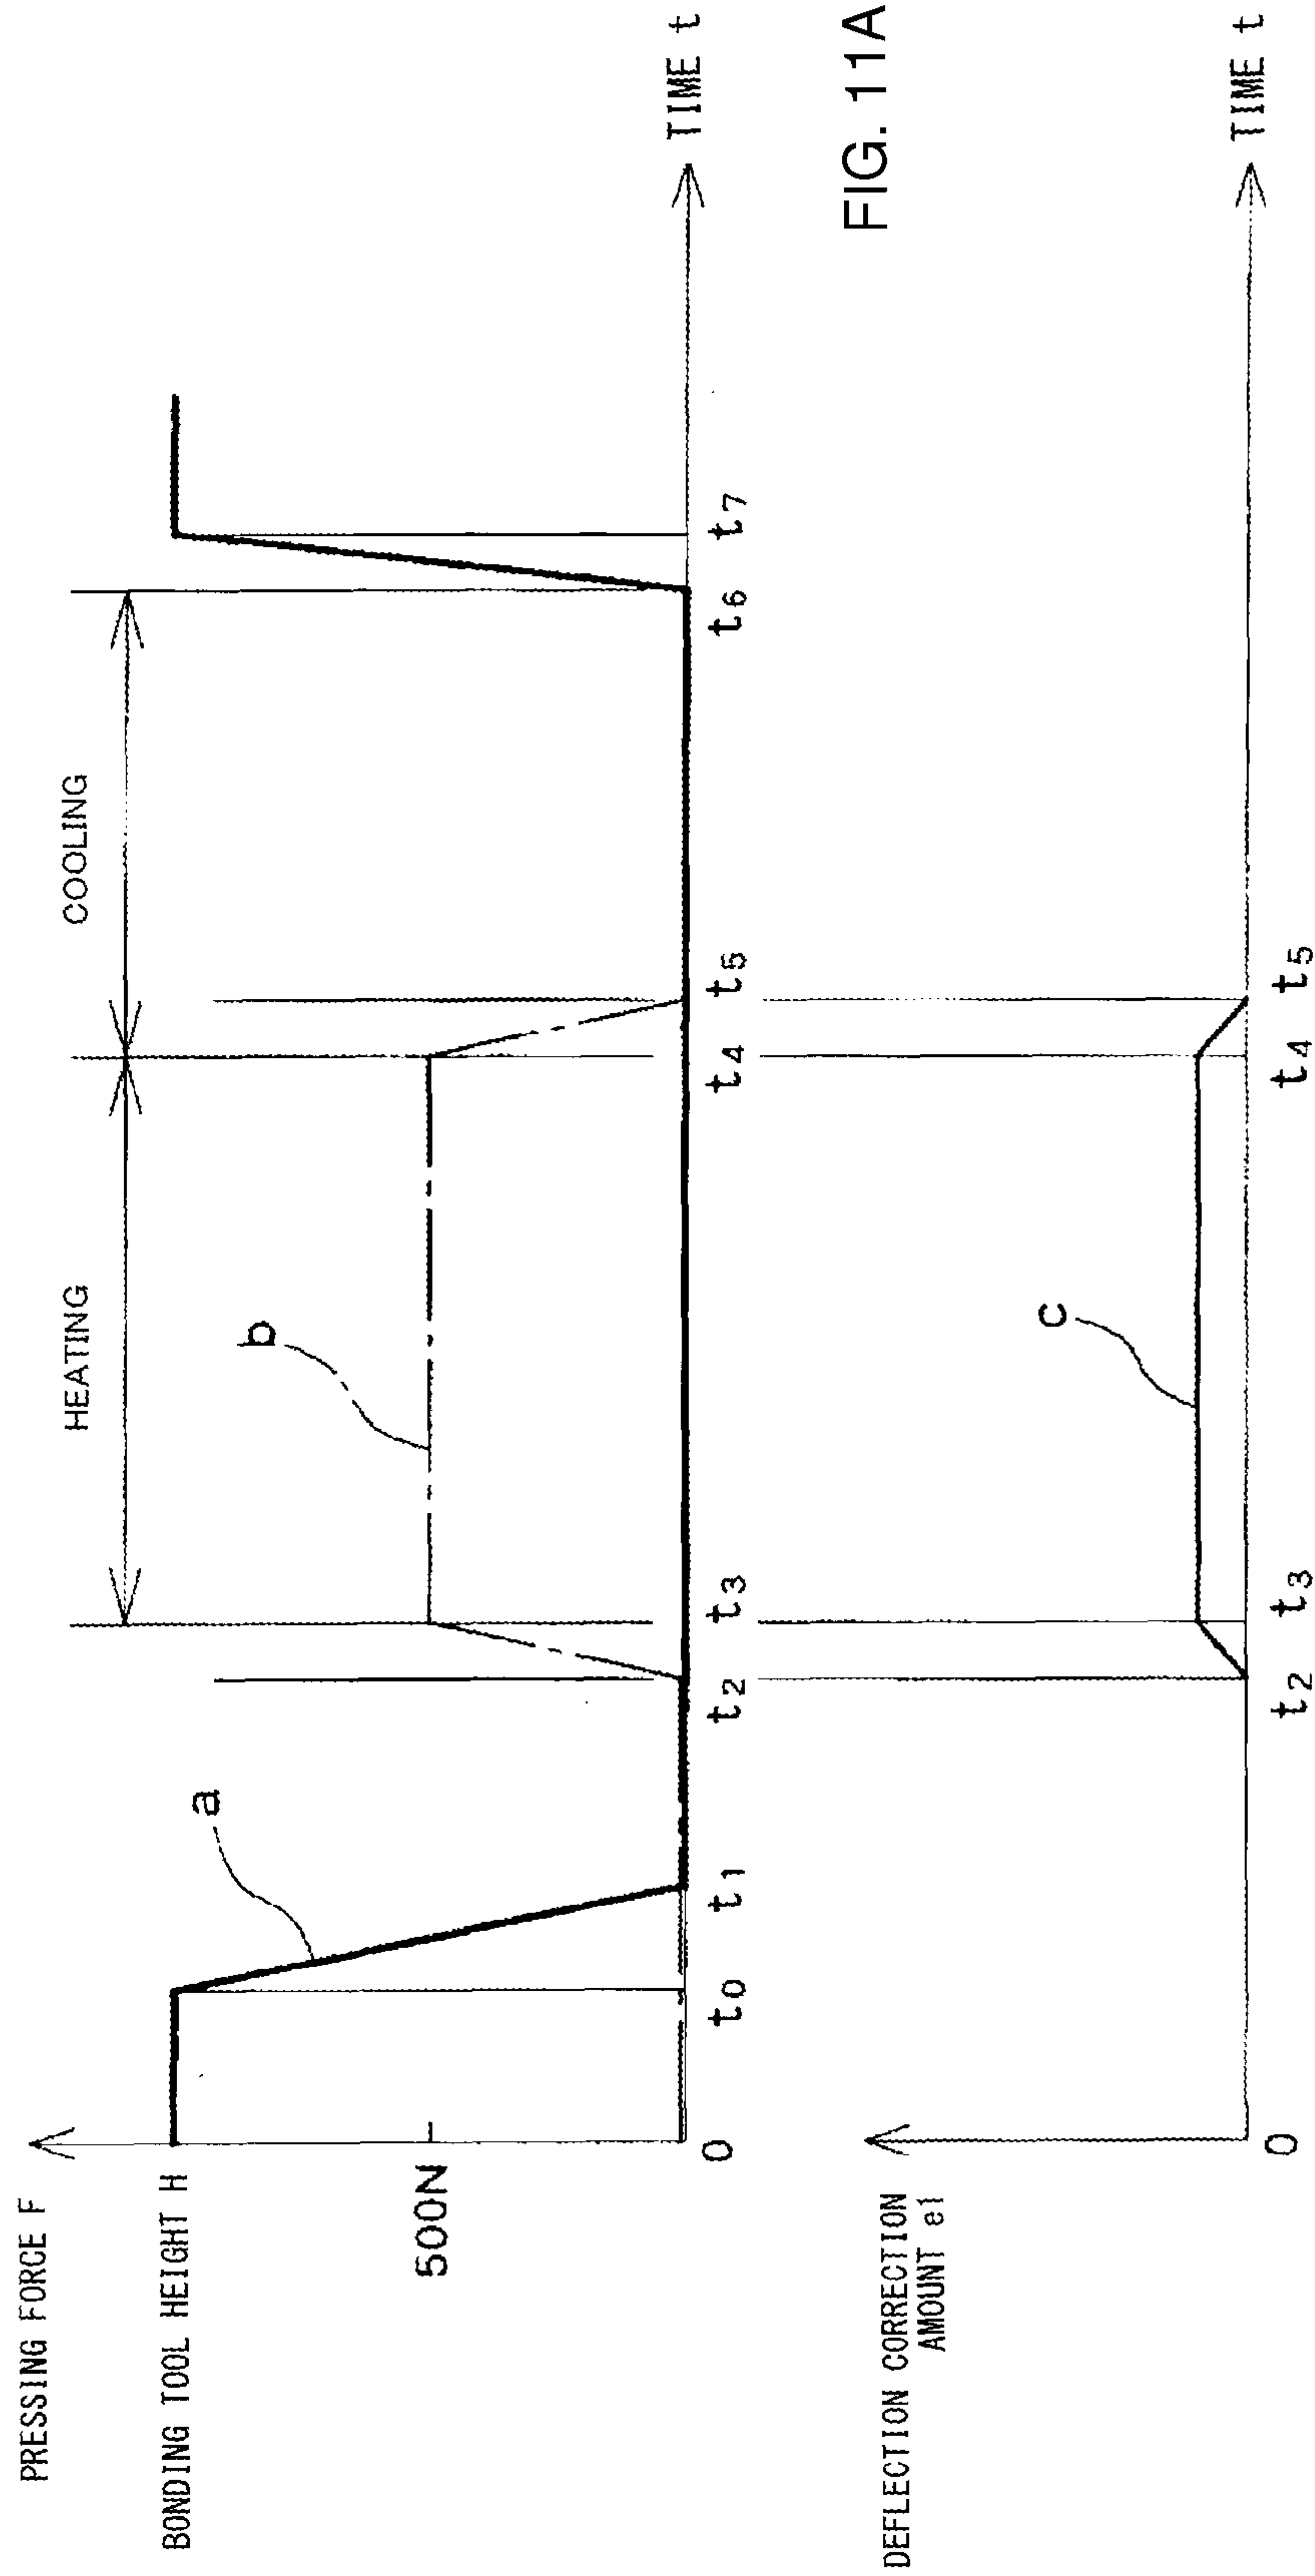 PRESSING FORCE F
BONDING TOOL HEIGHT H
HEATING
COOLING
a
b
500N
0
t0
t1
t2
t3
t4
t5
t6
t7
TIME t
FIG. 11A
DEFLECTION CORRECTION
AMOUNT e1
c
0
t2
t3
t4
t5
TIME t